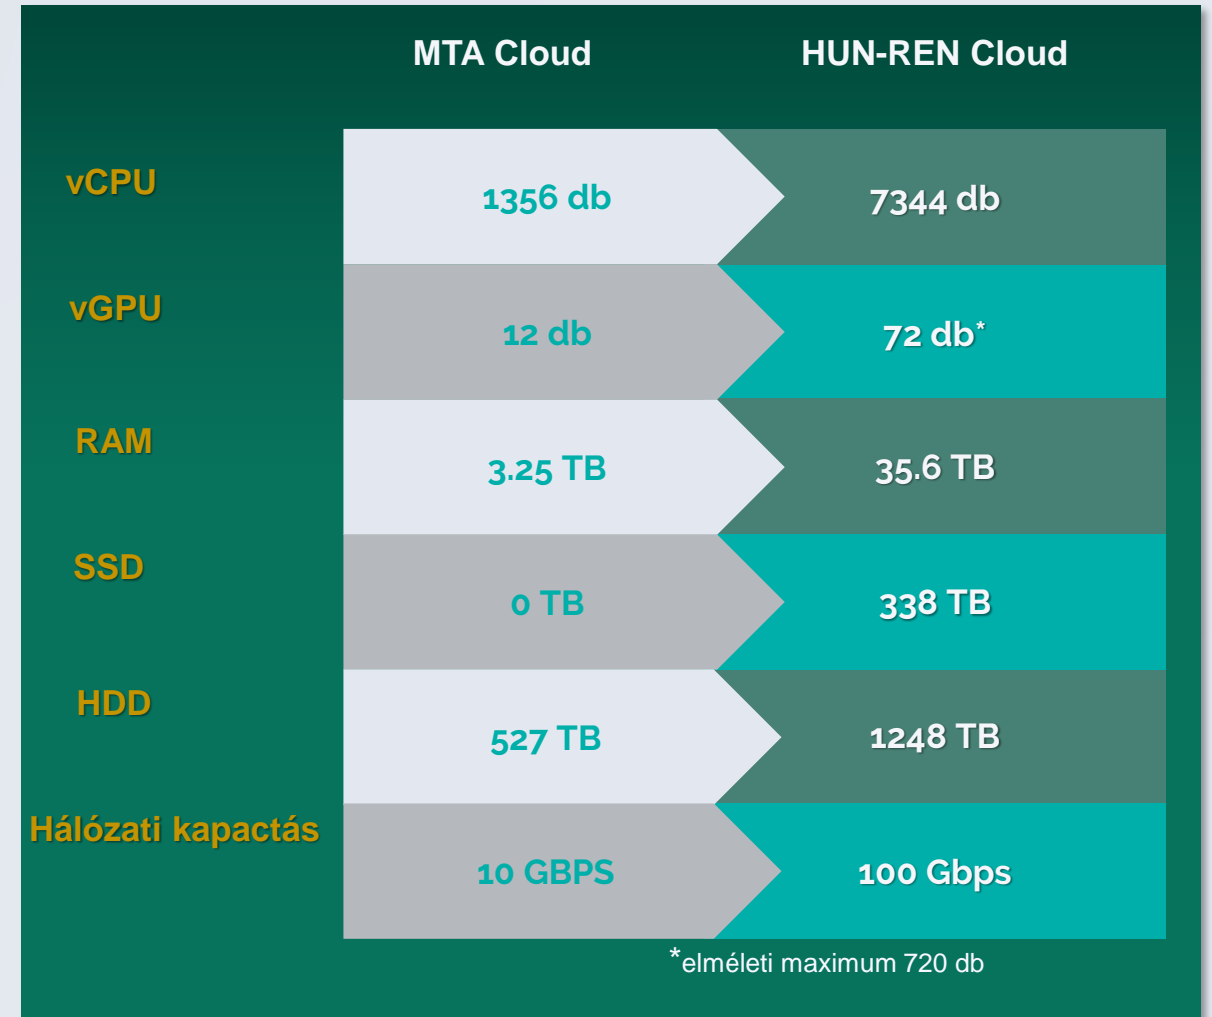 MTA Cloud HUN-REN Cloud
vCPU 1356 db 7344 db
vGPU 12 db 72 db*
RAM 3.25 TB 35.6 TB
SSD 0 TB 338 TB
HDD 527 TB 1248 TB
Hálózati kapactás 10 GBPS 100 Gbps
*elméleti maximum 720 db